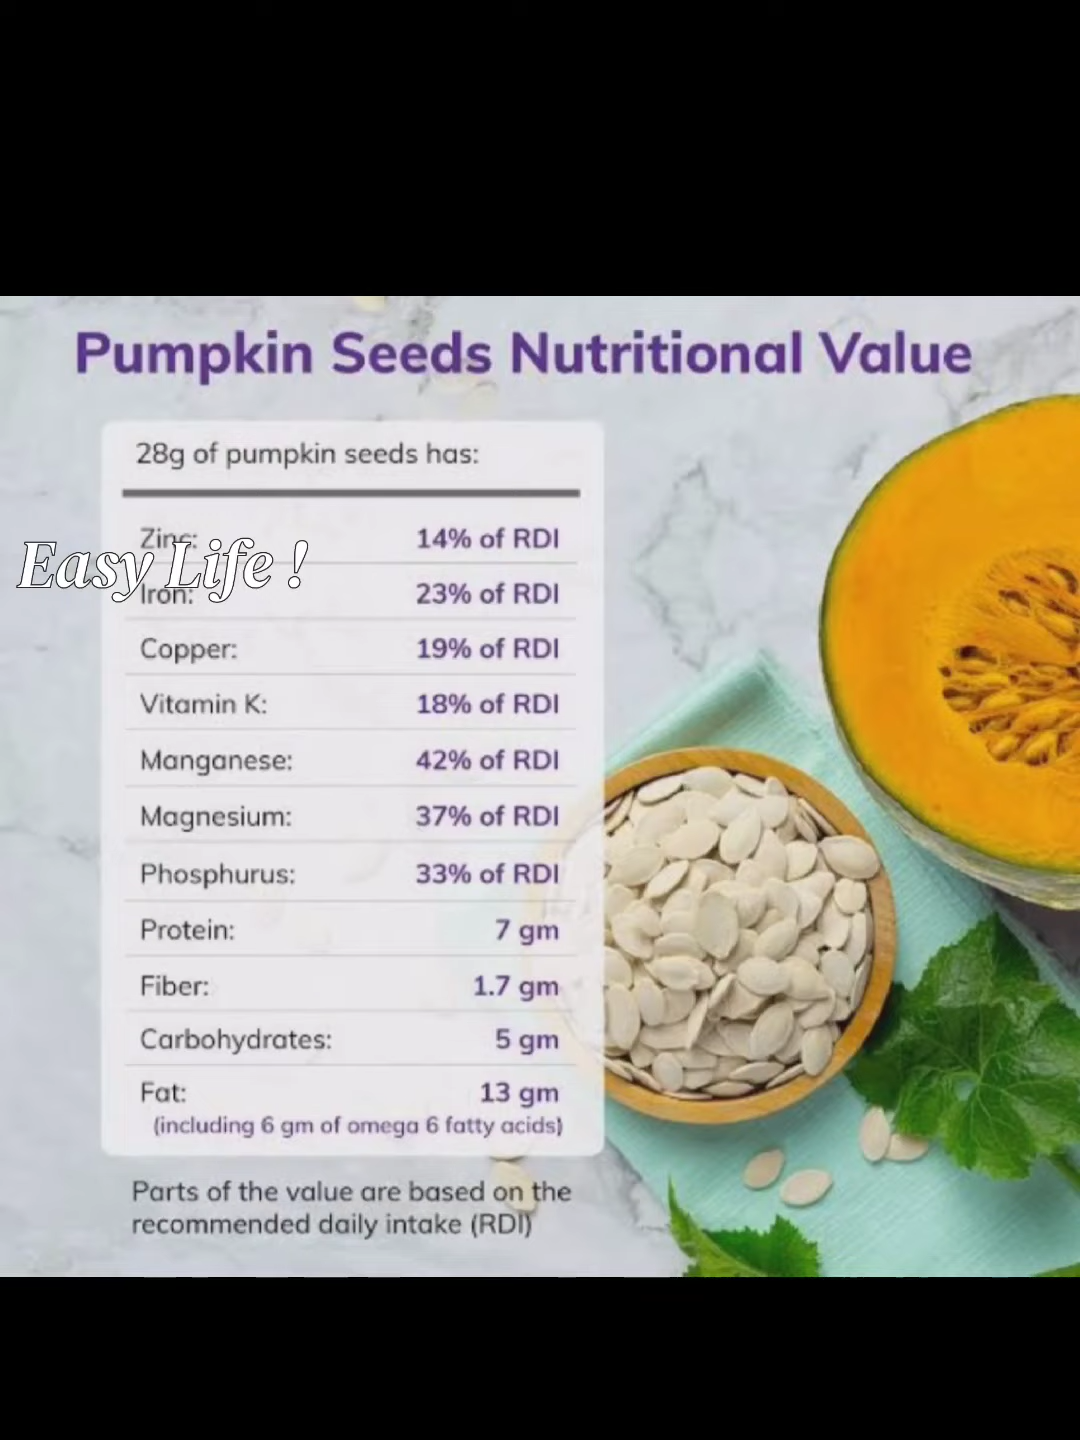 Pumpkin Seeds Nutritional Value
28g of pumpkin seeds has:
Zinc: 14% of RDI
Easy Life !
Iron: 23% of RDI
Copper: 19% of RDI
Vitamin K: 18% of RDI
Manganese: 42% of RDI
Magnesium: 37% of RDI
Phosphurus: 33% of RDI
Protein: 7 gm
Fiber: 1.7 gm
Carbohydrates: 5 gm
Fat: 13 gm
(including 6 gm of omega 6 fatty acids)
Parts of the value are based on the
recommended daily intake (RDI)